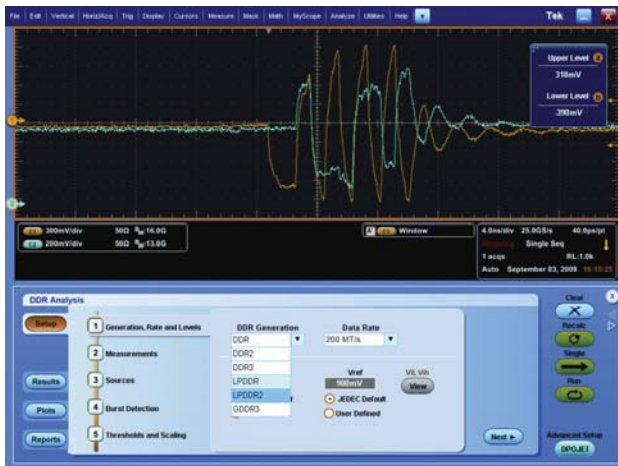 File Edit Vertical Horiz/Acq Trig Display Cursors Measure Mask Math MyScope Analyze Utilities Help Tek
Upper Level a
318mV
Lower Level b
-390mV
C1 300mV/div 50Ω BW:16.0G
C2 200mV/div 50Ω BW:13.0G
A' C1 Window
4.0ns/div 25.0GS/s 40.0ps/pt
Single Seq
1 acqs RL:1.0k
Auto September 03, 2009
DDR Analysis
Setup
Results
Plots
Reports
1 Generation, Rate and Levels
2 Measurements
3 Sources
4 Burst Detection
5 Thresholds and Scaling
DDR Generation
DDR
DDR2
DDR3
LPDDR
LPDDR2
GDDR3
Data Rate
200 MT/s
Vref
900mV
JEDEC Default
User Defined
Vil, Vih
View
Next
Clear
Recalc
Single
Run
Advanced Setup
DPOJET